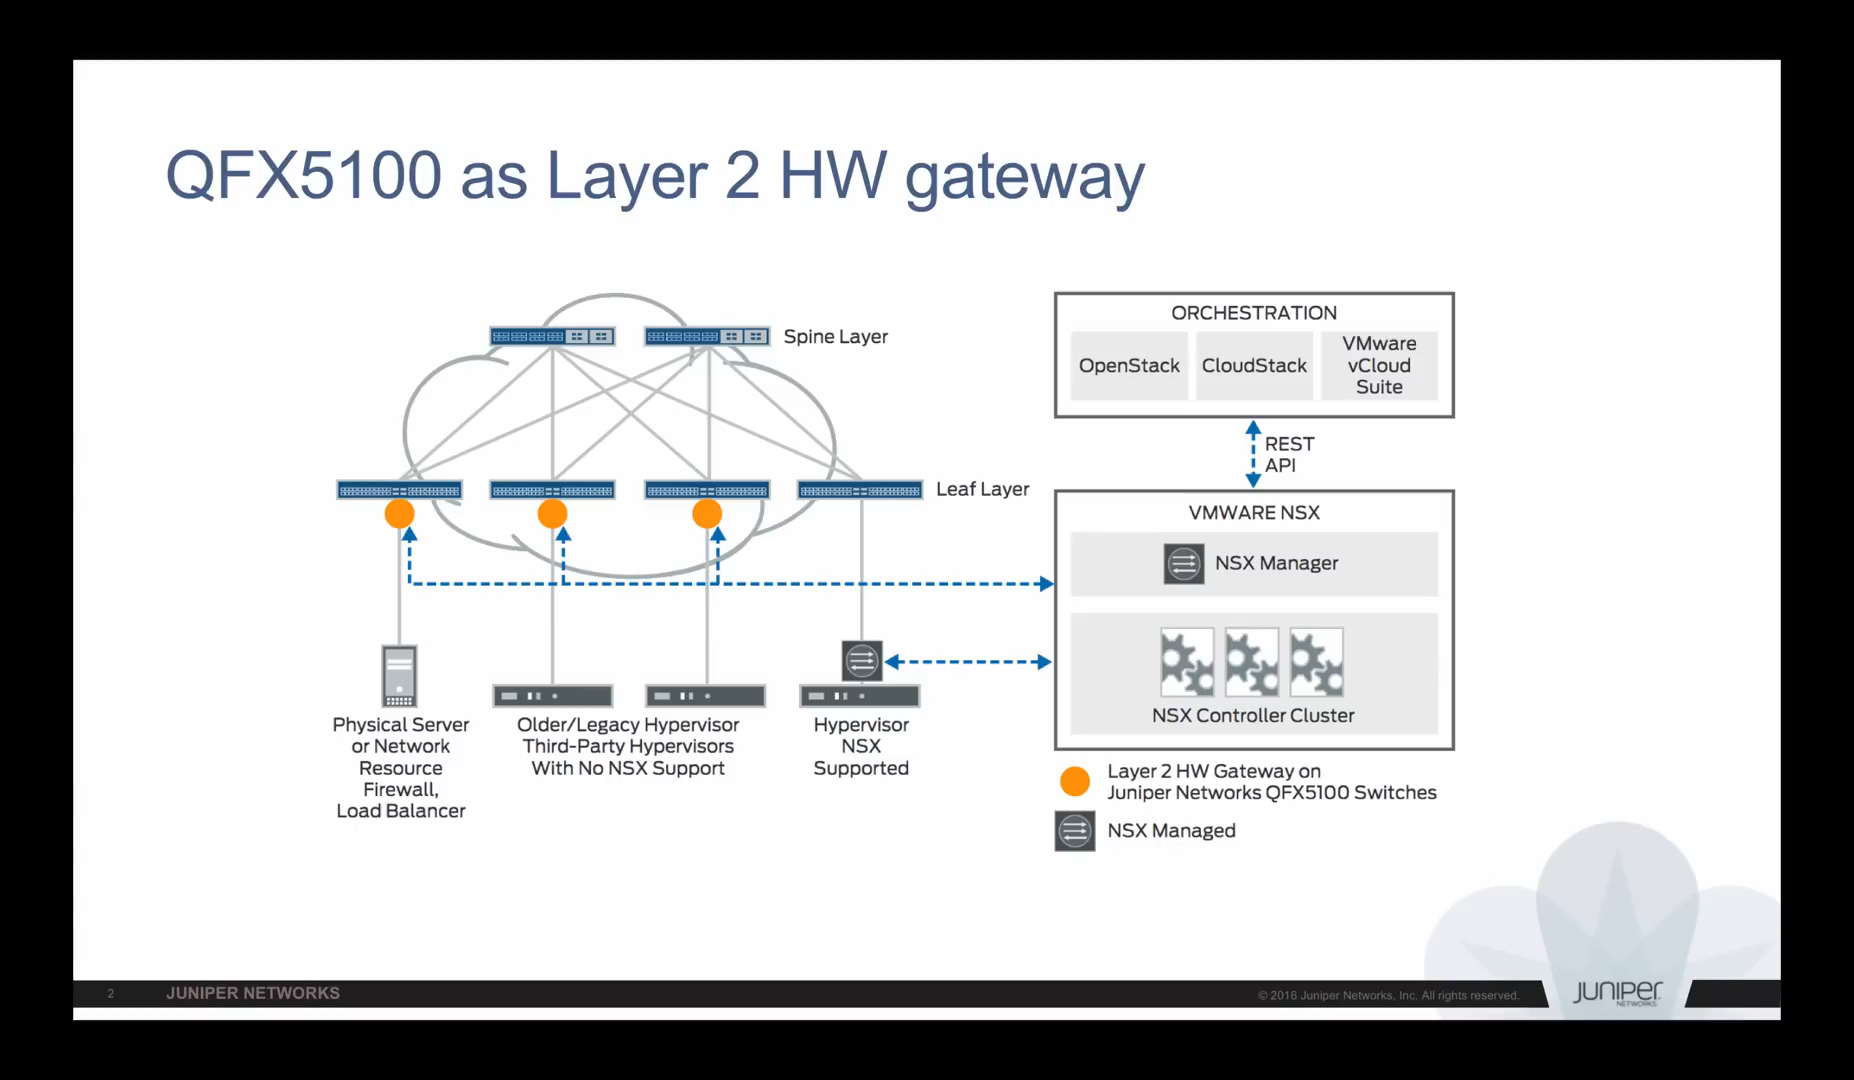 QFX5100 as Layer 2 HW gateway
Spine Layer
Leaf Layer
Physical Server
or Network
Resource
Firewall,
Load Balancer
Older/Legacy Hypervisor
Third-Party Hypervisors
With No NSX Support
Hypervisor
NSX
Supported
ORCHESTRATION
OpenStack
CloudStack
VMware
vCloud
Suite
REST
API
VMWARE NSX
NSX Manager
NSX Controller Cluster
Layer 2 HW Gateway on
Juniper Networks QFX5100 Switches
NSX Managed
2
JUNIPER NETWORKS
© 2016 Juniper Networks, Inc. All rights reserved.
JUNIPER
NETWORKS